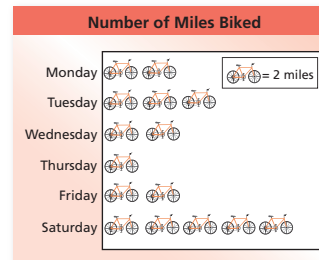 Number of Miles Biked
Monday
= 2 miles
Tuesday
Wednesday
Thursday
Friday
Saturday